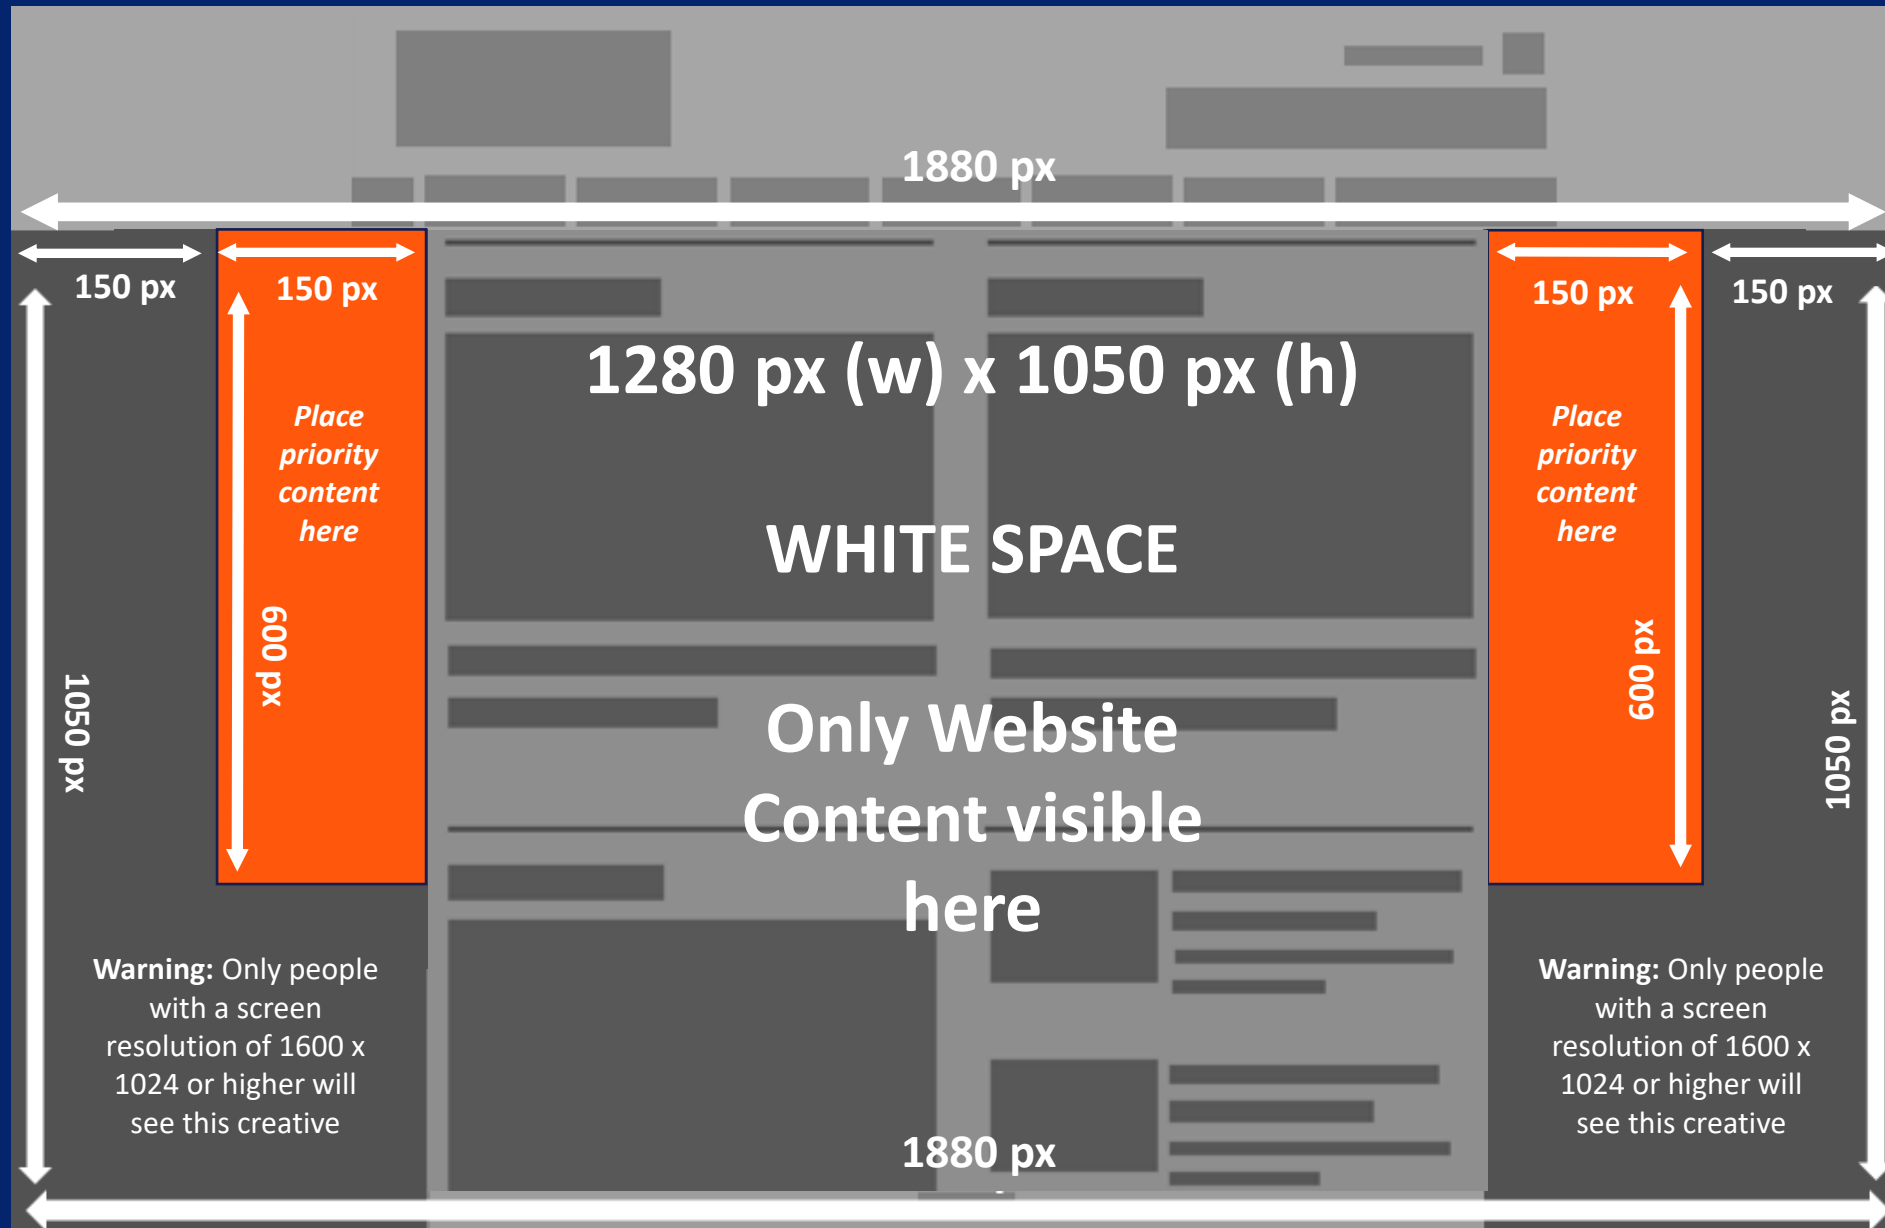 1880 px
150 px
150 px
150 px
150 px
1280 px (w) x 1050 px (h)
Place
priority
content
here
Place
priority
content
here
WHITE SPACE
600 px
600 px
1050 px
1050 px
Only Website
Content visible
here
Warning: Only people
with a screen
resolution of 1600 x
1024 or higher will
see this creative
Warning: Only people
with a screen
resolution of 1600 x
1024 or higher will
see this creative
1880 px